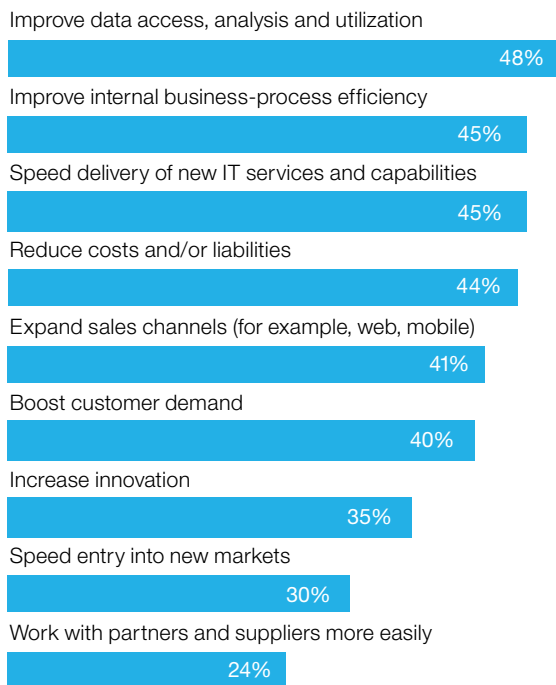 Improve data access, analysis and utilization
48%
Improve internal business-process efficiency
45%
Speed delivery of new IT services and capabilities
45%
Reduce costs and/or liabilities
44%
Expand sales channels (for example, web, mobile)
41%
Boost customer demand
40%
Increase innovation
35%
Speed entry into new markets
30%
Work with partners and suppliers more easily
24%